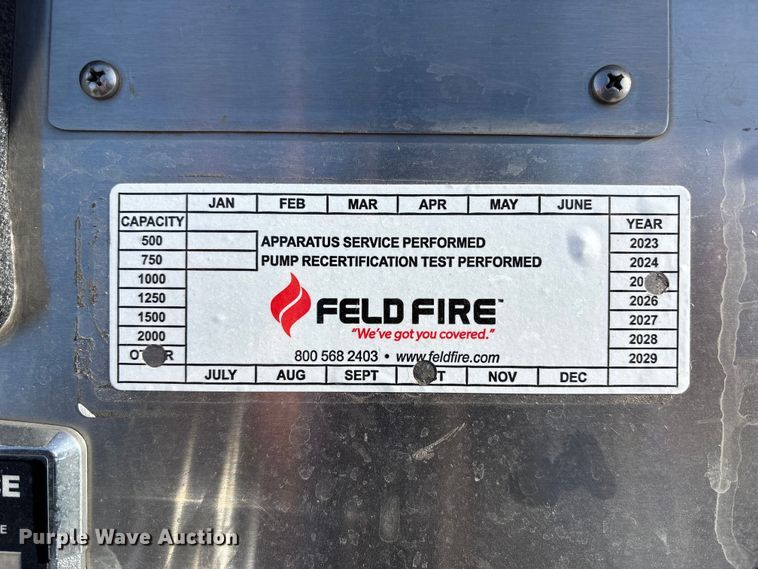 JAN FEB MAR APR MAY JUNE
CAPACITY YEAR
500 APPARATUS SERVICE PERFORMED 2023
750 PUMP RECERTIFICATION TEST PERFORMED 2024
1000
1250 2026
1500 FELD FIRE™ 2027
2000 "We've got you covered." 2028
800 568 2403 • www.feldfire.com 2029
JULY AUG SEPT NOV DEC
Purple Wave Auction